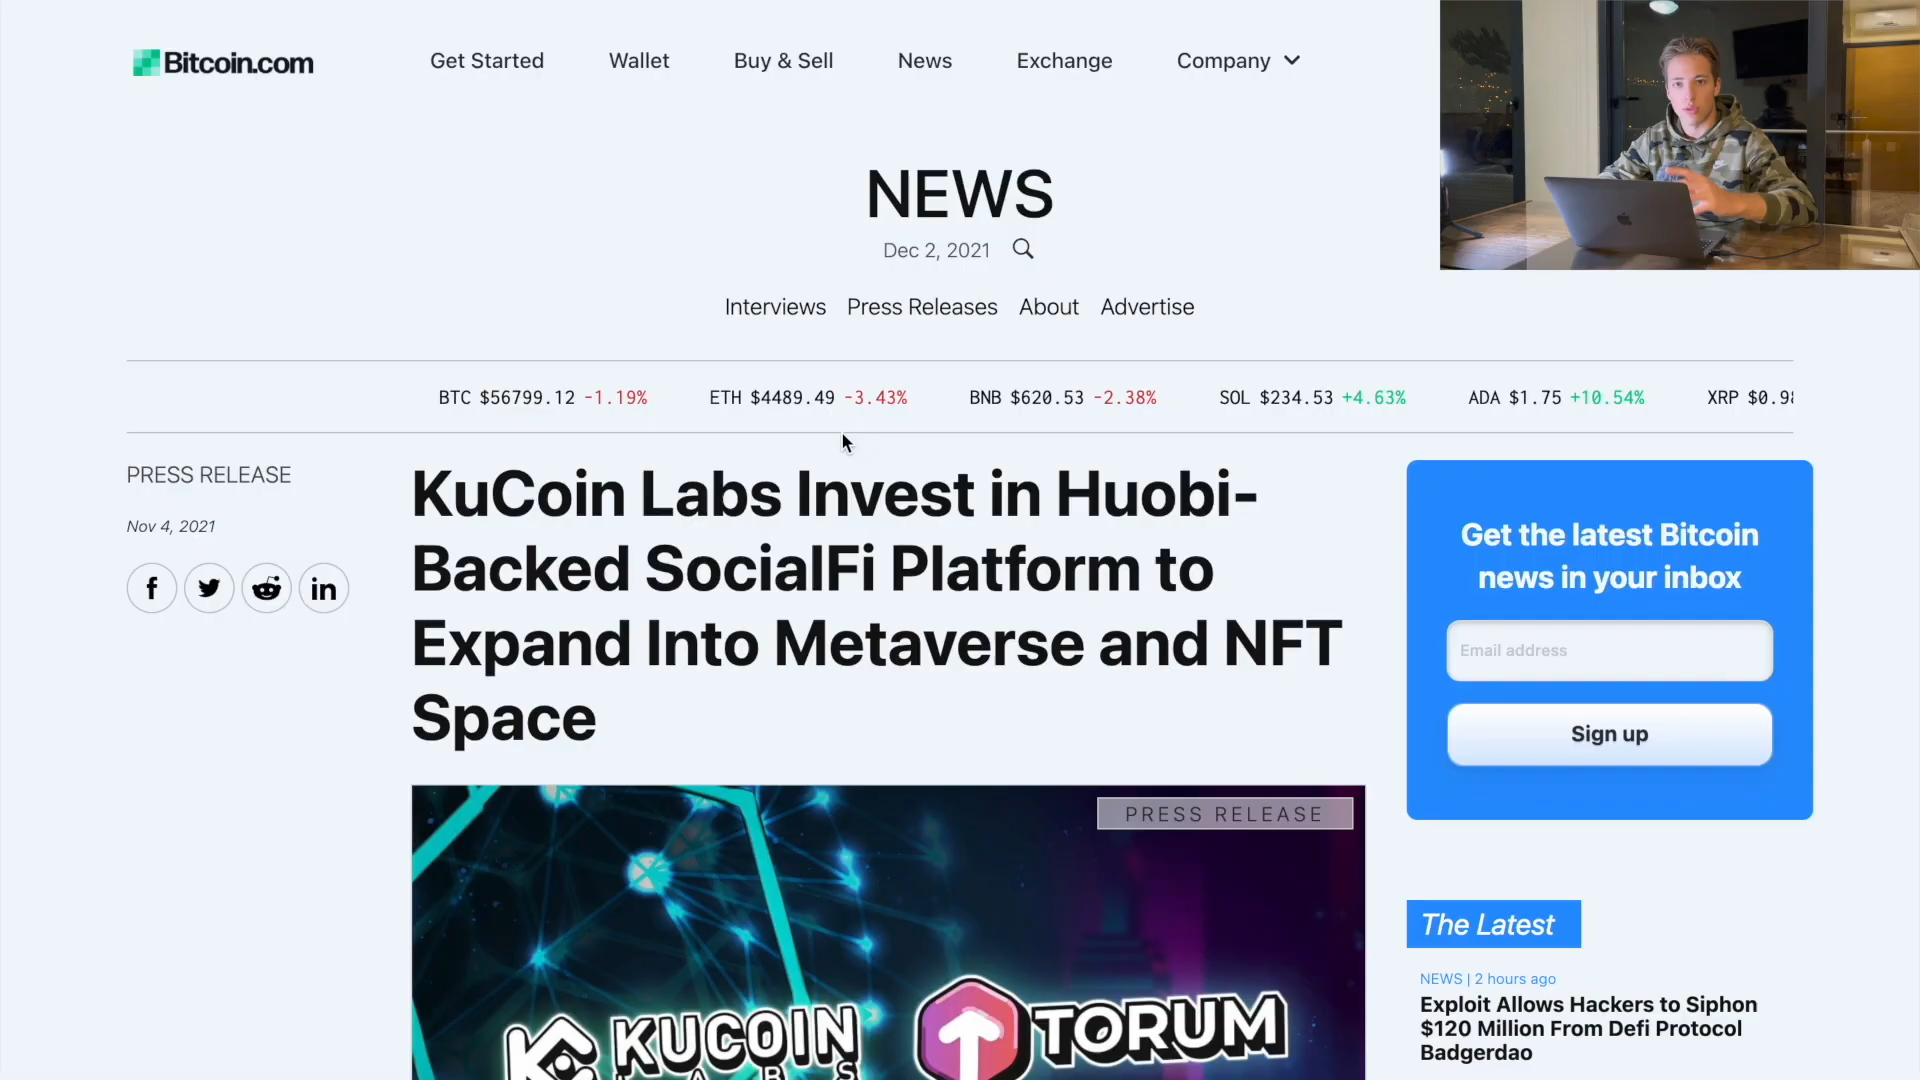 Bitcoin.com
Get Started
Wallet
Buy & Sell
News
Exchange
Company
NEWS
Dec 2, 2021
Interviews
Press Releases
About
Advertise
BTC $56799.12 -1.19%
ETH $4489.49 -3.43%
BNB $620.53 -2.38%
SOL $234.53 +4.63%
ADA $1.75 +10.54%
XRP
PRESS RELEASE
Nov 4, 2021
KuCoin Labs Invest in Huobi-
Backed SocialFi Platform to
Expand Into Metaverse and NFT
Space
PRESS RELEASE
KUCOIN
TORUM
Get the latest Bitcoin
news in your inbox
Email address
Sign up
The Latest
NEWS | 2 hours ago
Exploit Allows Hackers to Siphon
$120 Million From Defi Protocol
Badgerdao